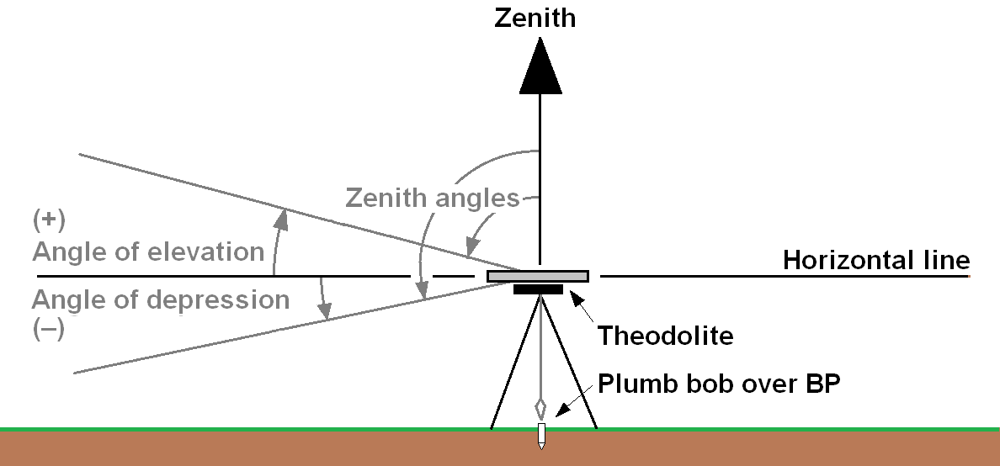 Zenith
Zenith angles
(+)
Angle of elevation
Horizontal line
Angle of depression
(–)
Theodolite
Plumb bob over BP